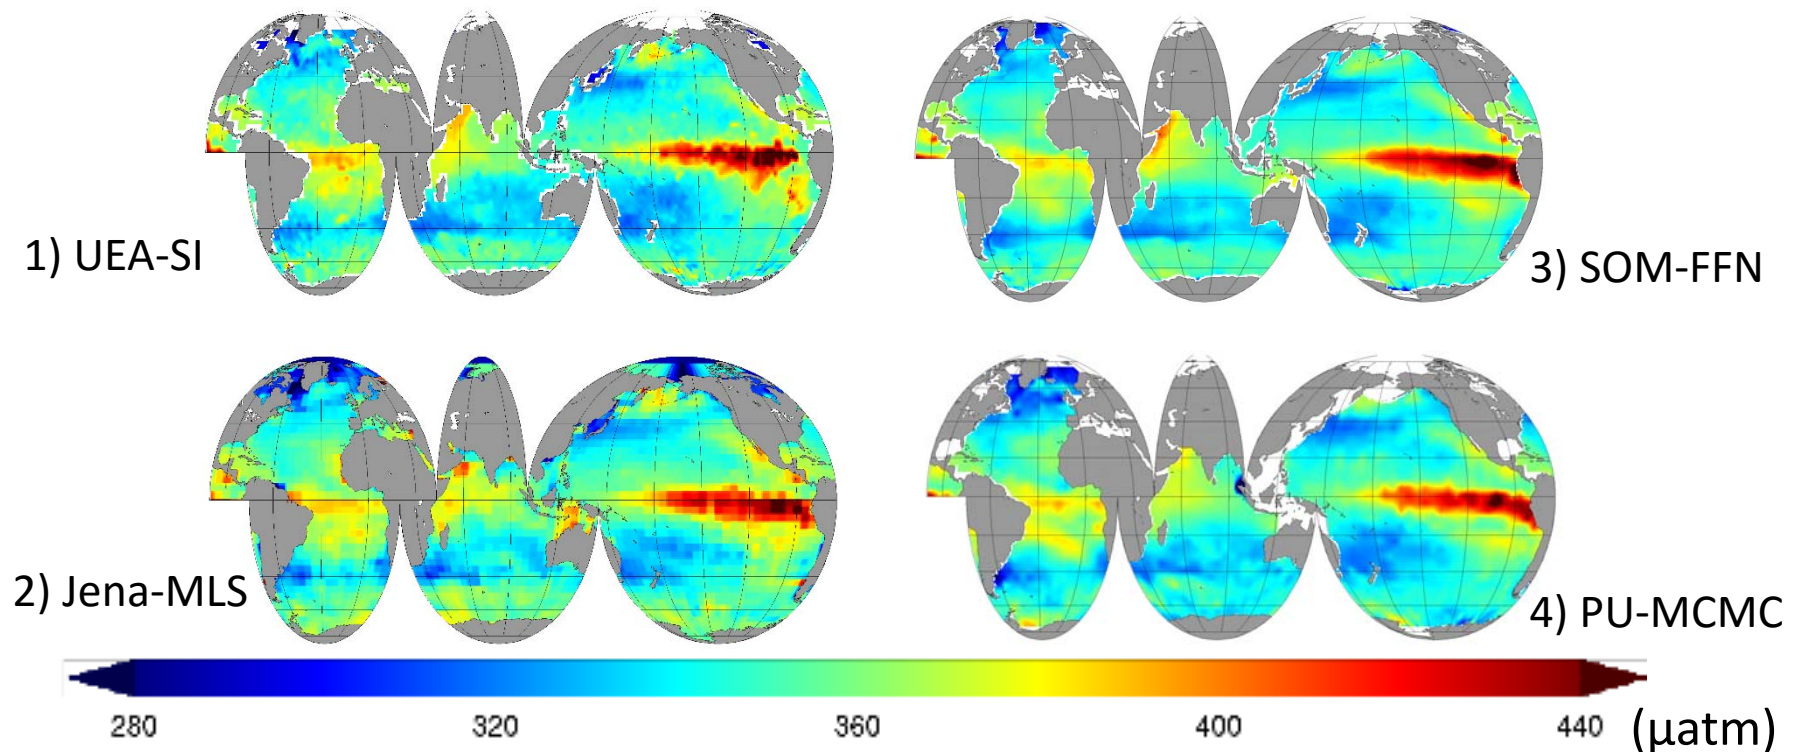 1) UEA-SI
3) SOM-FFN
2) Jena-MLS
4) PU-MCMC
280 320 360 400 440 (μatm)